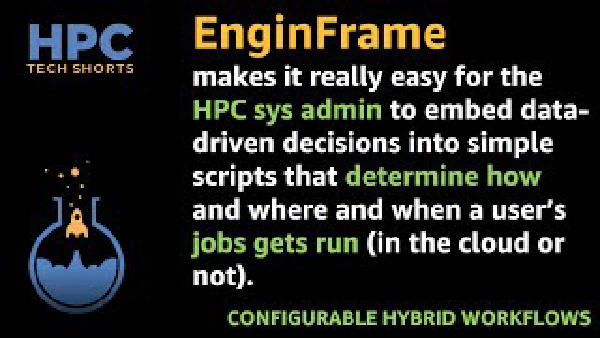 HPC
TECH SHORTS
EnginFrame
makes it really easy for the
HPC sys admin to embed data-
driven decisions into simple
scripts that determine how
and where and when a user's
jobs gets run (in the cloud or
not).
CONFIGURABLE HYBRID WORKFLOWS